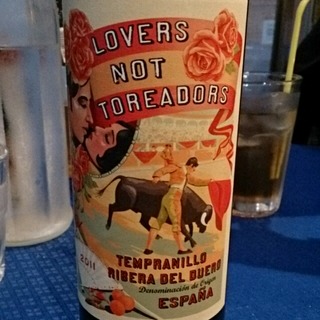 LOVERS
NOT
TOREADORS
2011
TEMPRANILLO
RIBERA DEL DUERO
Denominación de Origen
ESPAÑA